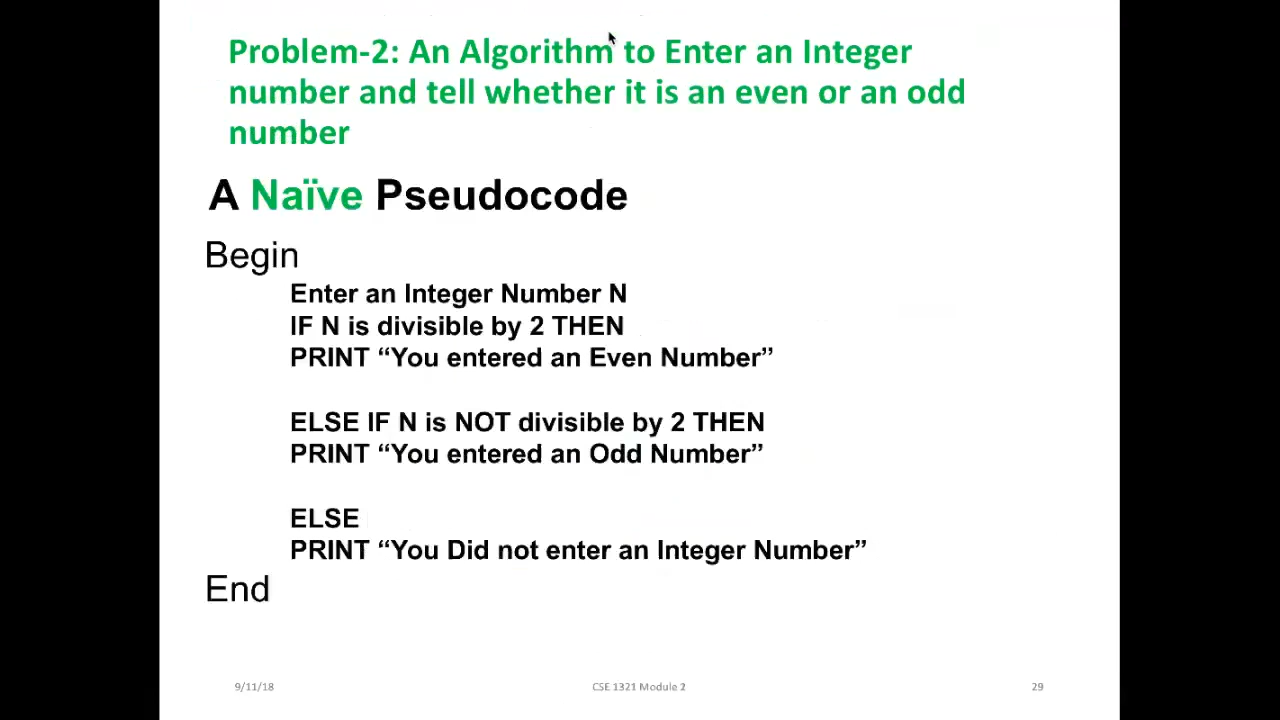 Problem-2: An Algorithm to Enter an Integer
number and tell whether it is an even or an odd
number
A Naïve Pseudocode
Begin
Enter an Integer Number N
IF N is divisible by 2 THEN
PRINT “You entered an Even Number”
ELSE IF N is NOT divisible by 2 THEN
PRINT “You entered an Odd Number”
ELSE
PRINT “You Did not enter an Integer Number”
End
9/11/18
CSE 1321 Module 2
29